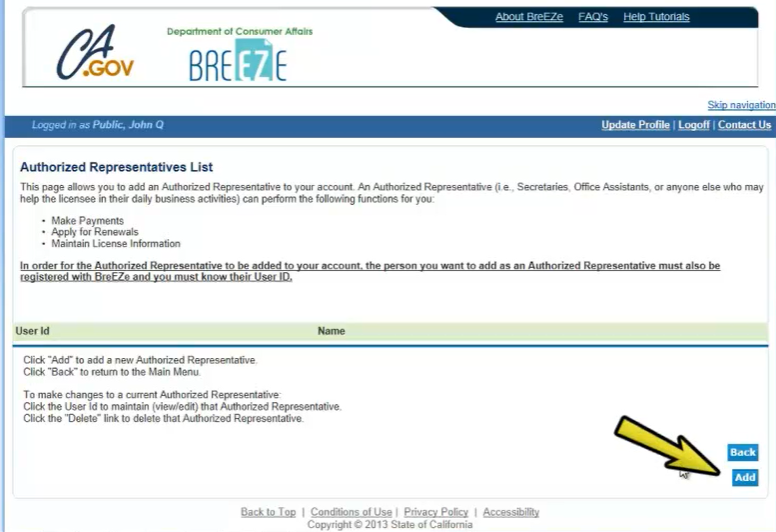 About BreEZe FAQ's Help Tutorials
Department of Consumer Affairs
CA.GOV
BREEZE
Skip navigation
Logged in as Public, John Q
Update Profile | Logoff | Contact Us
Authorized Representatives List
This page allows you to add an Authorized Representative to your account. An Authorized Representative (i.e., Secretaries, Office Assistants, or anyone else who may
help the licensee in their daily business activities) can perform the following functions for you:
• Make Payments
• Apply for Renewals
• Maintain License Information
In order for the Authorized Representative to be added to your account, the person you want to add as an Authorized Representative must also be
registered with BreEZe and you must know their User ID.
User Id Name
Click "Add" to add a new Authorized Representative.
Click "Back" to return to the Main Menu.
To make changes to a current Authorized Representative:
Click the User Id to maintain (view/edit) that Authorized Representative.
Click the "Delete" link to delete that Authorized Representative.
Back
Add
Back to Top | Conditions of Use | Privacy Policy | Accessibility
Copyright © 2013 State of California